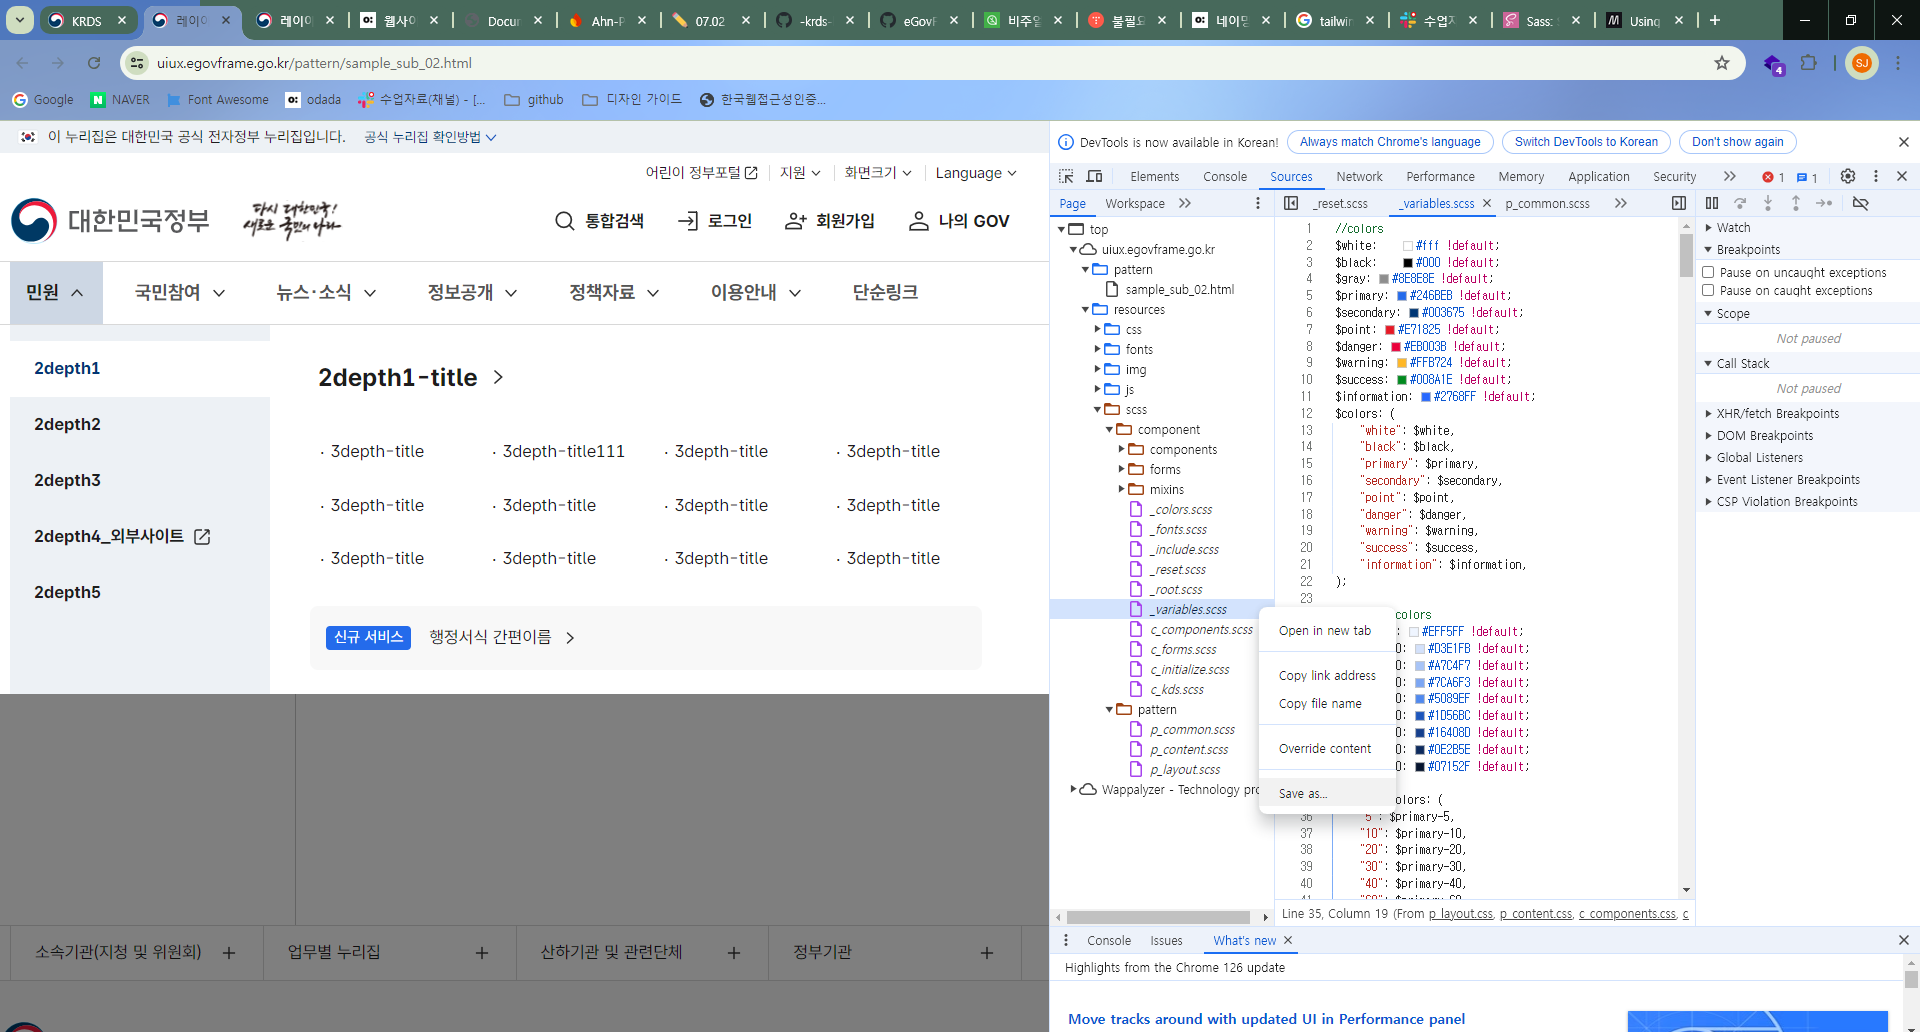 KRDS
레이아
레이아
웹사이
Docur
Ahn-P
07.02
-krds-
eGovF
비주얼
불필요
네이밍
tailwin
수업자
Sass: S
Using
uiux.egovframe.go.kr/pattern/sample_sub_02.html
4
SJ
Google
NAVER
Font Awesome
odada
수업자료(채널) - [...
github
디자인 가이드
한국웹접근성인증...
이 누리집은 대한민국 공식 전자정부 누리집입니다.
공식 누리집 확인방법
어린이 정부포털
지원
화면크기
Language
대한민국정부
다시 대한민국!
새로운 국민의 나라
통합검색
로그인
회원가입
나의 GOV
민원
국민참여
뉴스·소식
정보공개
정책자료
이용안내
단순링크
2depth1
2depth2
2depth3
2depth4_외부사이트
2depth5
2depth1-title
· 3depth-title
· 3depth-title111
· 3depth-title
· 3depth-title
· 3depth-title
· 3depth-title
· 3depth-title
· 3depth-title
· 3depth-title
· 3depth-title
· 3depth-title
· 3depth-title
신규 서비스
행정서식 간편이름
소속기관(지청 및 위원회)
업무별 누리집
산하기관 및 관련단체
정부기관
DevTools is now available in Korean!
Always match Chrome's language
Switch DevTools to Korean
Don't show again
Elements
Console
Sources
Network
Performance
Memory
Application
Security
1
1
Page
Workspace
top
uiux.egovframe.go.kr
pattern
sample_sub_02.html
resources
css
fonts
img
js
scss
component
components
forms
mixins
_colors.scss
_fonts.scss
_include.scss
_reset.scss
_root.scss
_variables.scss
c_components.scss
c_forms.scss
c_initialize.scss
c_kds.scss
pattern
p_common.scss
p_content.scss
p_layout.scss
Wappalyzer - Technology pro
Open in new tab
Copy link address
Copy file name
Override content
Save as...
_reset.scss
_variables.scss
p_common.scss
1 //colors
2 $white: #fff !default;
3 $black: #000 !default;
4 $gray: #8E8E8E !default;
5 $primary: #246BEB !default;
6 $secondary: #003675 !default;
7 $point: #E71825 !default;
8 $danger: #EB003B !default;
9 $warning: #FFB724 !default;
10 $success: #008A1E !default;
11 $information: #2768FF !default;
12 $colors: (
13 "white": $white,
14 "black": $black,
15 "primary": $primary,
16 "secondary": $secondary,
17 "point": $point,
18 "danger": $danger,
19 "warning": $warning,
20 "success": $success,
21 "information": $information,
22 );
23
colors
: #EFF5FF !default;
0: #D3E1FB !default;
0: #A7C4F7 !default;
0: #7CA6F3 !default;
0: #5089EF !default;
0: #1D56BC !default;
0: #16408D !default;
0: #0E2B5E !default;
0: #07152F !default;
olors: (
36 "5": $primary-5,
37 "10": $primary-10,
38 "20": $primary-20,
39 "30": $primary-30,
40 "40": $primary-40,
Line 35, Column 19 (From p_layout.css, p_content.css, c_components.css, c
Watch
Breakpoints
Pause on uncaught exceptions
Pause on caught exceptions
Scope
Not paused
Call Stack
Not paused
XHR/fetch Breakpoints
DOM Breakpoints
Global Listeners
Event Listener Breakpoints
CSP Violation Breakpoints
Console
Issues
What's new
Highlights from the Chrome 126 update
Move tracks around with updated UI in Performance panel